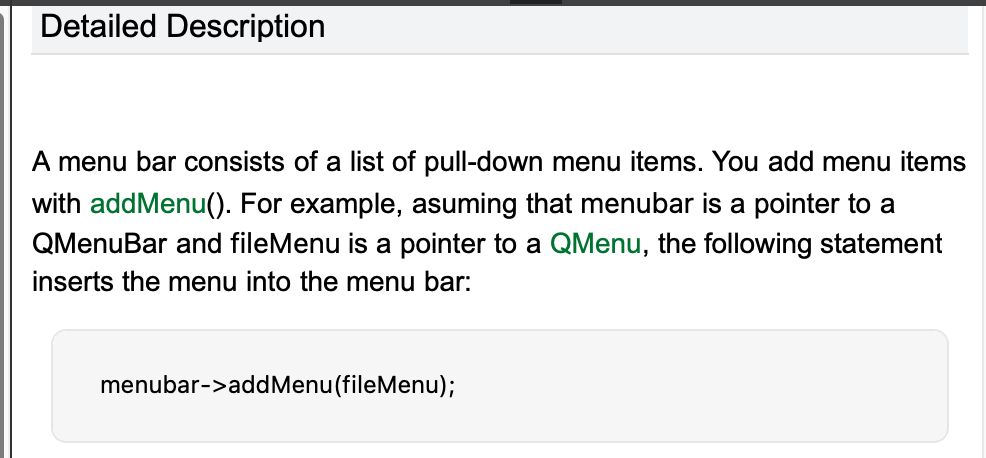 Detailed Description
A menu bar consists of a list of pull-down menu items. You add menu items
with addMenu(). For example, asuming that menubar is a pointer to a
QMenuBar and fileMenu is a pointer to a QMenu, the following statement
inserts the menu into the menu bar:
menubar->addMenu(fileMenu);